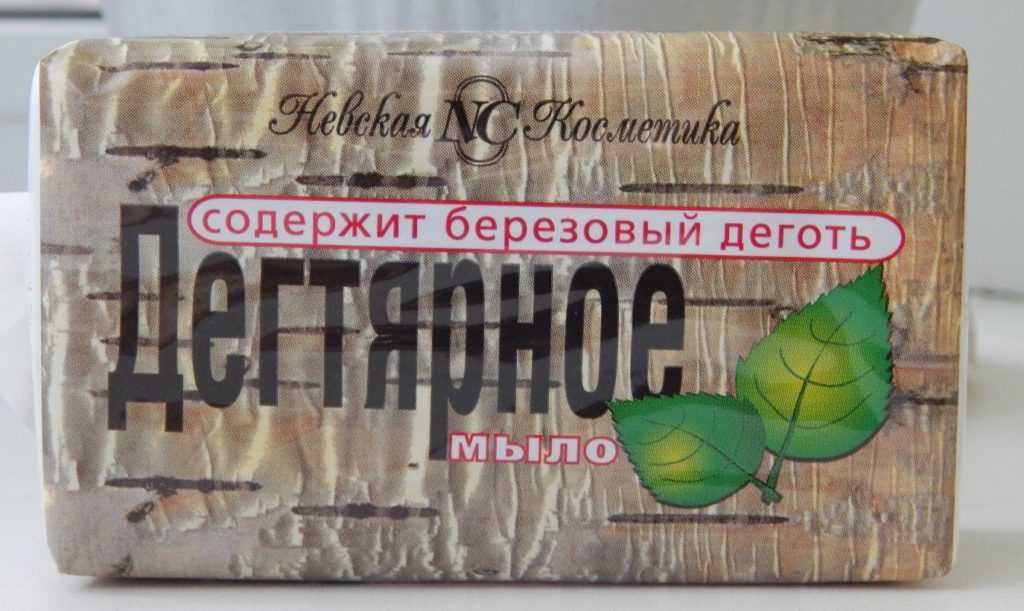 Невская NC Косметика
содержит березовый деготь
Дегтярное
мыло